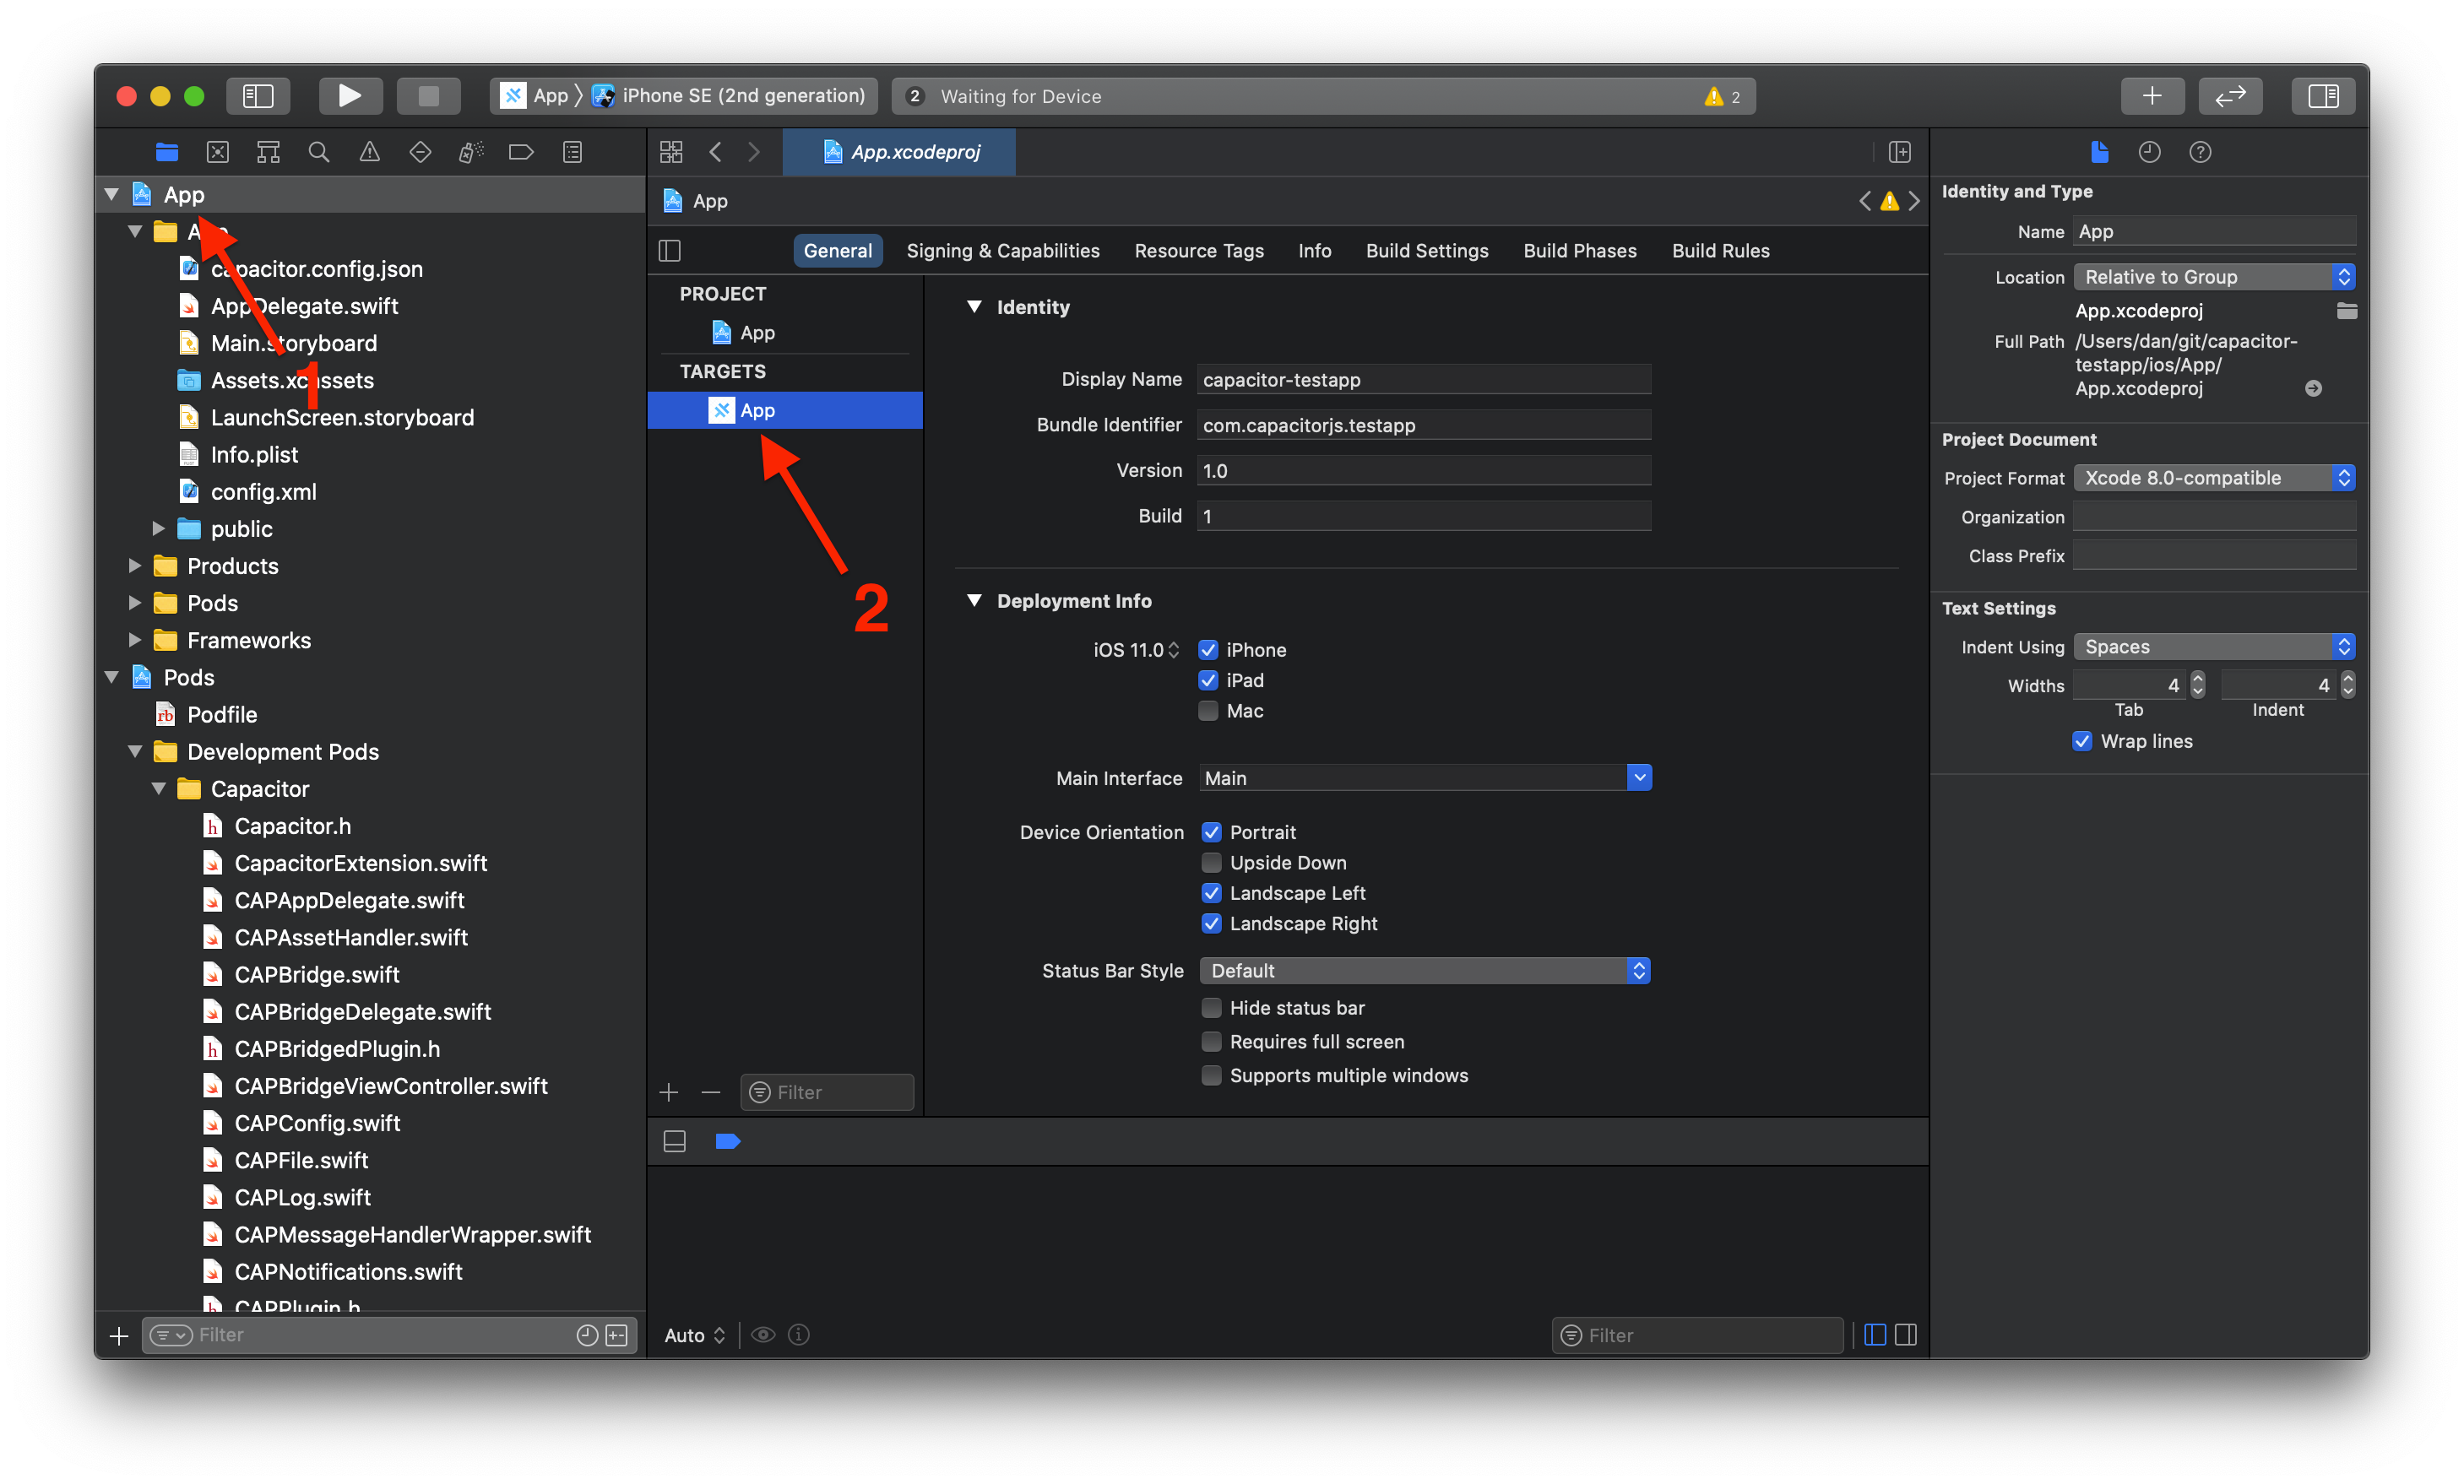 App 〉 iPhone SE (2nd generation)
2 Waiting for Device
2
App.xcodeproj
App
App
capacitor.config.json
AppDelegate.swift
Main.storyboard
Assets.xcassets
1
LaunchScreen.storyboard
Info.plist
config.xml
public
Products
Pods
Frameworks
Pods
rb Podfile
Development Pods
Capacitor
h Capacitor.h
CapacitorExtension.swift
CAPAppDelegate.swift
CAPAssetHandler.swift
CAPBridge.swift
CAPBridgeDelegate.swift
h CAPBridgedPlugin.h
CAPBridgeViewController.swift
CAPConfig.swift
CAPFile.swift
CAPLog.swift
CAPMessageHandlerWrapper.swift
CAPNotifications.swift
h CAPPlugin.h
Filter
App
General Signing & Capabilities Resource Tags Info Build Settings Build Phases Build Rules
PROJECT
App
TARGETS
App
2
Filter
Identity
Display Name capacitor-testapp
Bundle Identifier com.capacitorjs.testapp
Version 1.0
Build 1
Deployment Info
iOS 11.0 iPhone
iPad
Mac
Main Interface Main
Device Orientation Portrait
Upside Down
Landscape Left
Landscape Right
Status Bar Style Default
Hide status bar
Requires full screen
Supports multiple windows
Auto
Filter
Identity and Type
Name App
Location Relative to Group
App.xcodeproj
Full Path /Users/dan/git/capacitor-
testapp/ios/App/
App.xcodeproj
Project Document
Project Format Xcode 8.0-compatible
Organization
Class Prefix
Text Settings
Indent Using Spaces
Widths 4 4
Tab Indent
Wrap lines